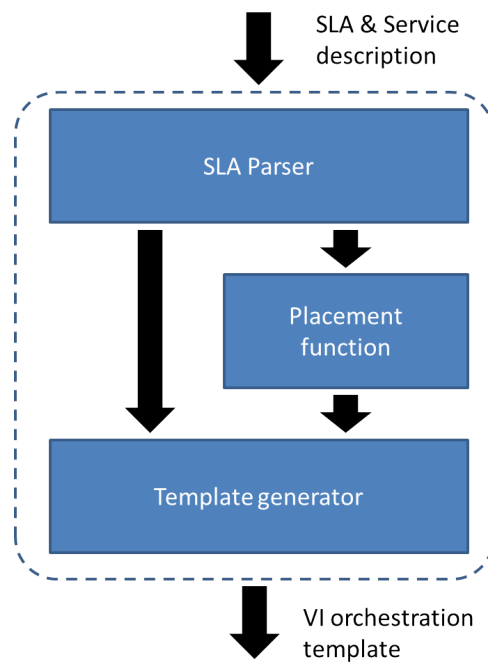 SLA & Service
description
SLA Parser
Placement
function
Template generator
VI orchestration
template